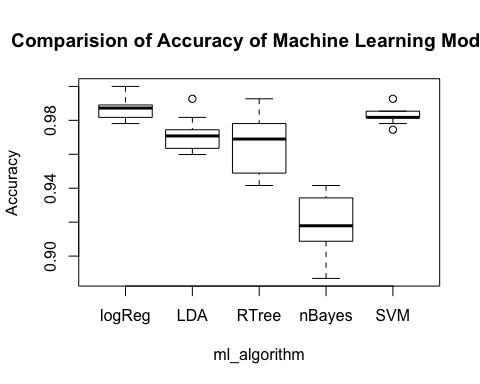 Comparision of Accuracy of Machine Learning Mod
Accuracy
0.98
0.94
0.90
logReg LDA RTree nBayes SVM
ml_algorithm